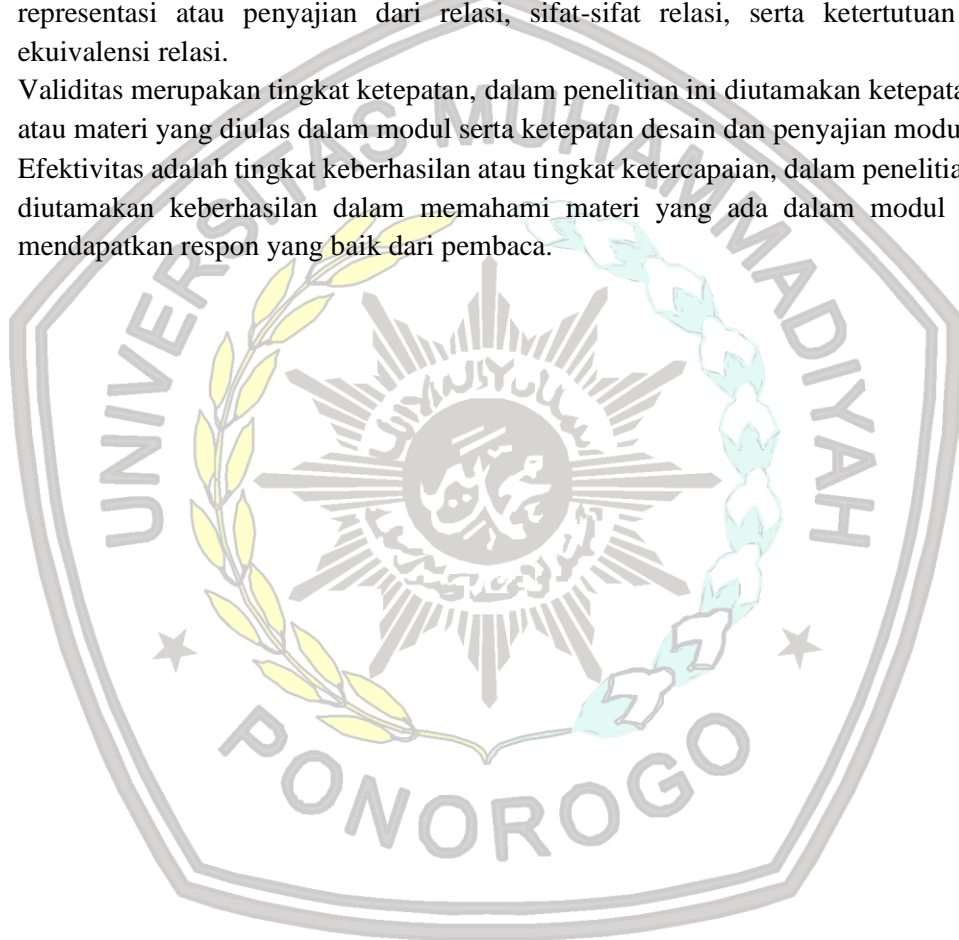 representasi atau penyajian dari relasi, sifat-sifat relasi, serta ketertutuan
ekuivalensi relasi.
Validitas merupakan tingkat ketepatan, dalam penelitian ini diutamakan ketepata
atau materi yang diulas dalam modul serta ketepatan desain dan penyajian modu
Efektivitas adalah tingkat keberhasilan atau tingkat ketercapaian, dalam penelitia
diutamakan keberhasilan dalam memahami materi yang ada dalam modul
mendapatkan respon yang baik dari pembaca.
UNIVERSITAS MUHAMMADIYAH
PONOROGO